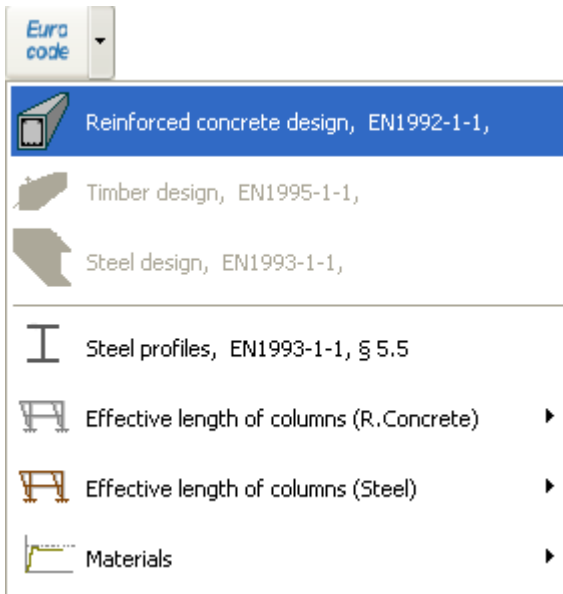 Euro
code
Reinforced concrete design, EN1992-1-1,
Timber design, EN1995-1-1,
Steel design, EN1993-1-1,
Steel profiles, EN1993-1-1, § 5.5
Effective length of columns (R.Concrete)
Effective length of columns (Steel)
Materials